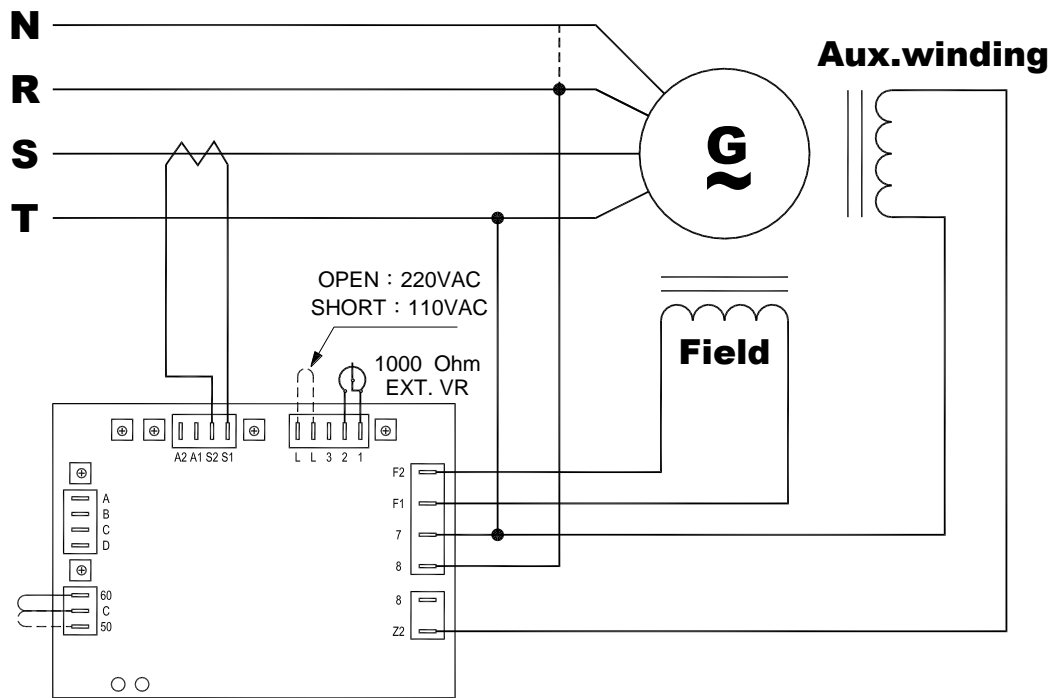 N
Aux.winding
R
G
S
T
OPEN：220VAC
SHORT：110VAC
Field
1000 Ohm
EXT. VR
A2 A1 S2 S1
L L 3 2 1
F2
A
F1
B
C
7
D
8
60
8
C
50
Z2